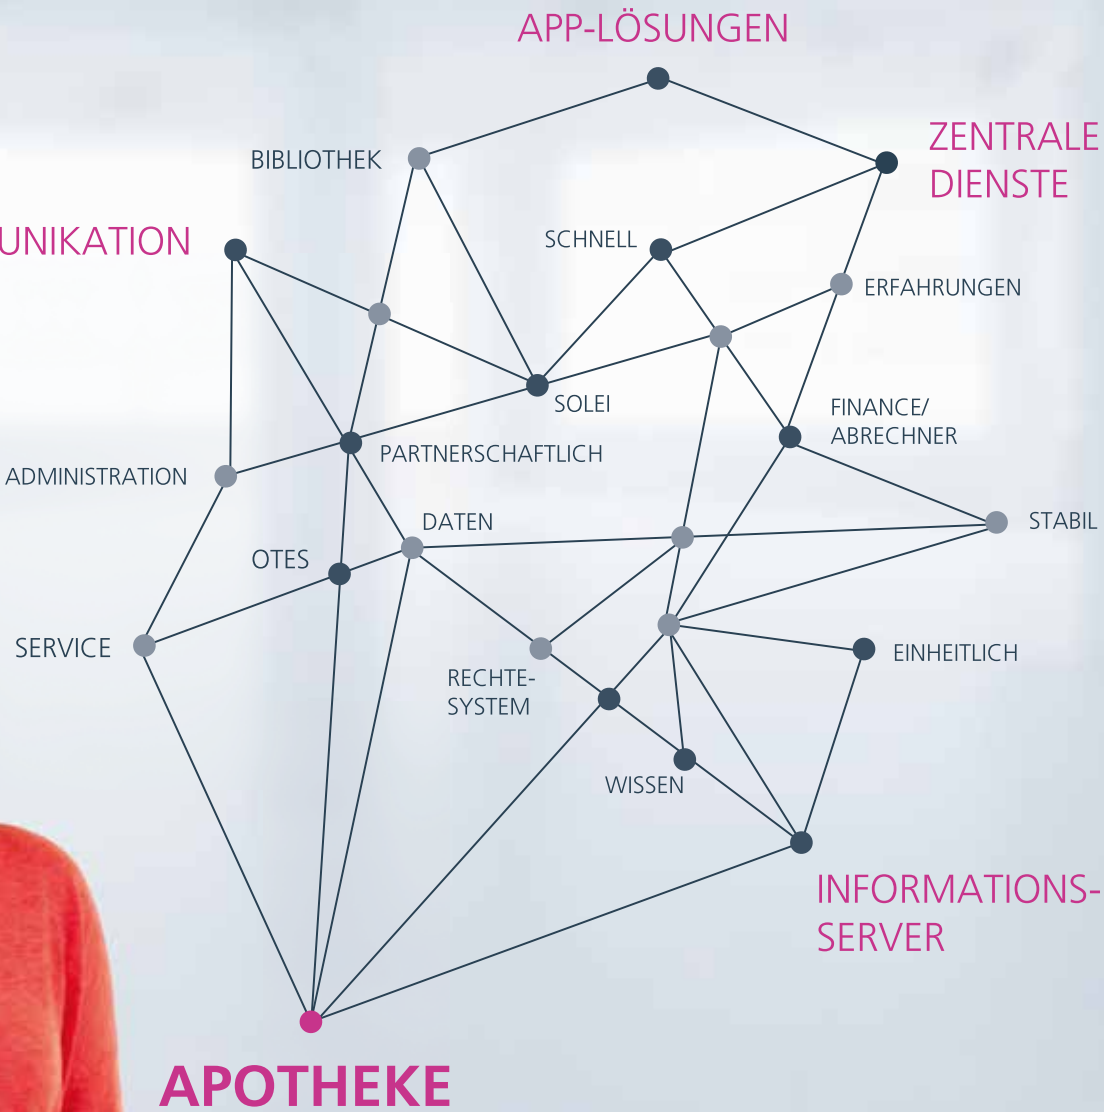 APP-LÖSUNGEN
ZENTRALE
DIENSTE
BIBLIOTHEK
UNIKATION
SCHNELL
ERFAHRUNGEN
SOLEI
FINANCE/
ABRECHNER
PARTNERSCHAFTLICH
ADMINISTRATION
DATEN
STABIL
OTES
SERVICE
EINHEITLICH
RECHTE-
SYSTEM
WISSEN
INFORMATIONS-
SERVER
APOTHEKE